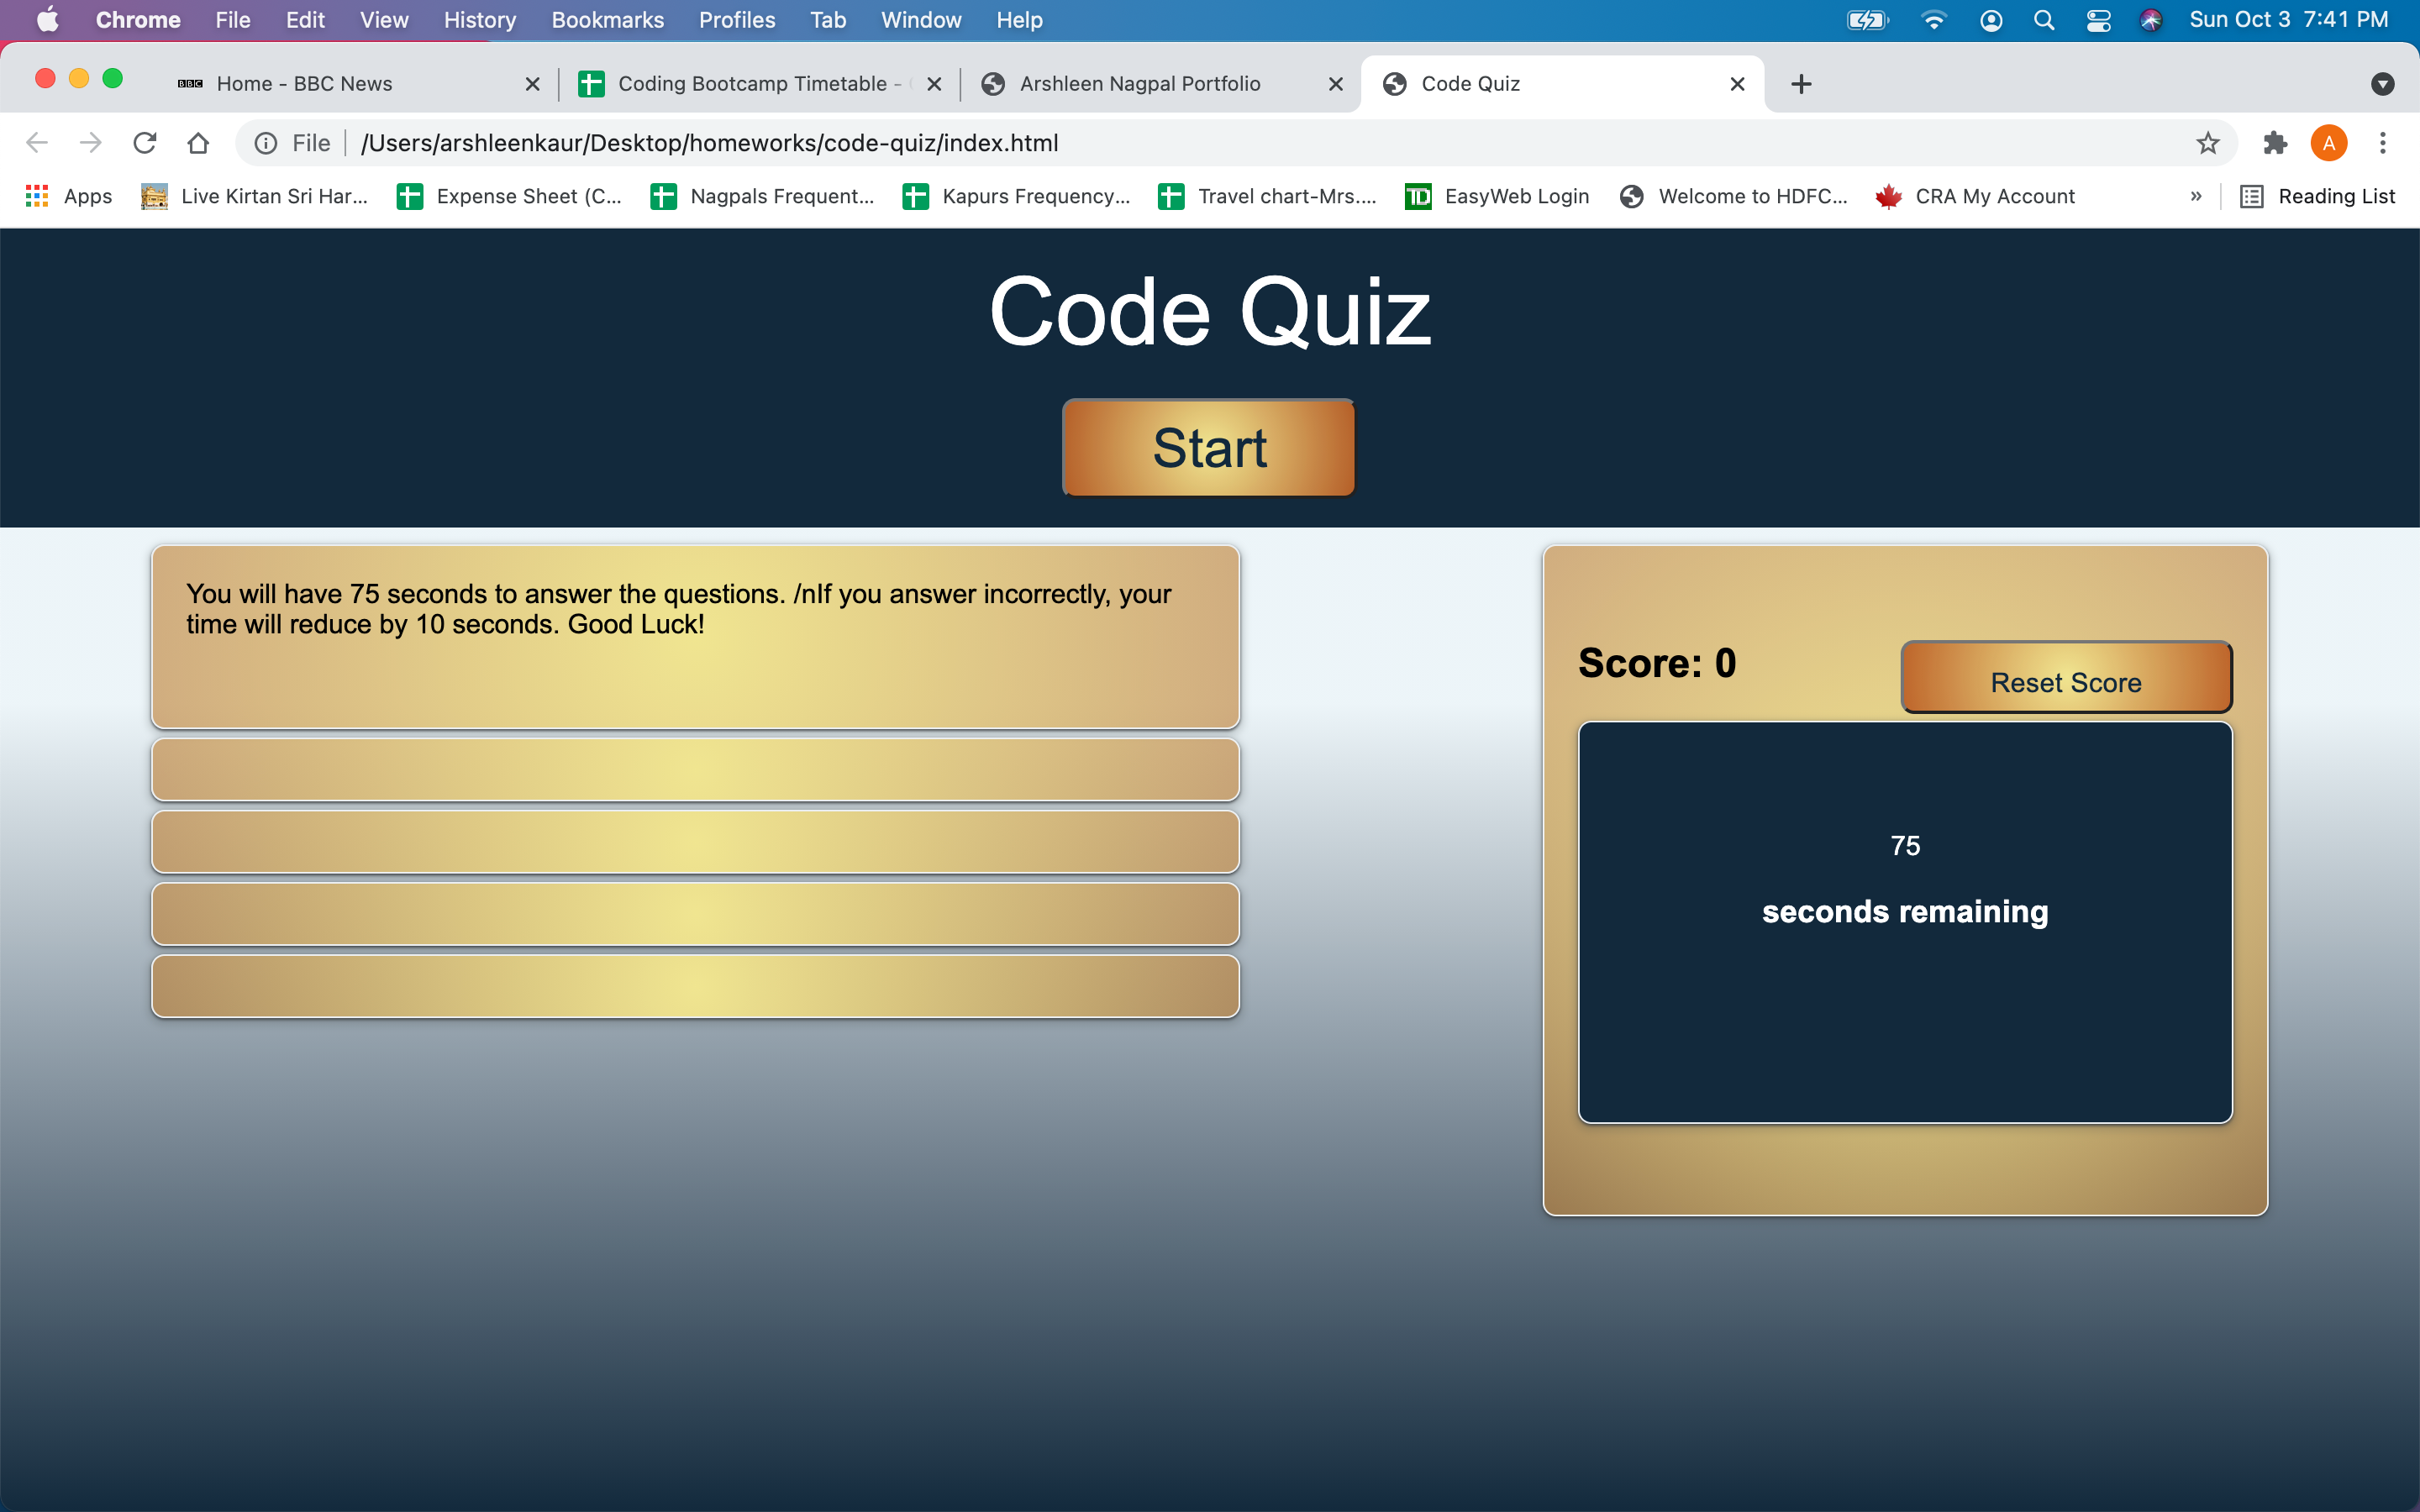 Chrome File Edit View History Bookmarks Profiles Tab Window Help Sun Oct 3 7:41 PM
BBC Home - BBC News Coding Bootcamp Timetable - Arshleen Nagpal Portfolio Code Quiz
File /Users/arshleenkaur/Desktop/homeworks/code-quiz/index.html A
Apps Live Kirtan Sri Har... Expense Sheet (C... Nagpals Frequent... Kapurs Frequency... Travel chart-Mrs.... TD EasyWeb Login Welcome to HDFC... CRA My Account » Reading List
Code Quiz
Start
You will have 75 seconds to answer the questions. /nIf you answer incorrectly, your
time will reduce by 10 seconds. Good Luck!
Score: 0
Reset Score
75
seconds remaining